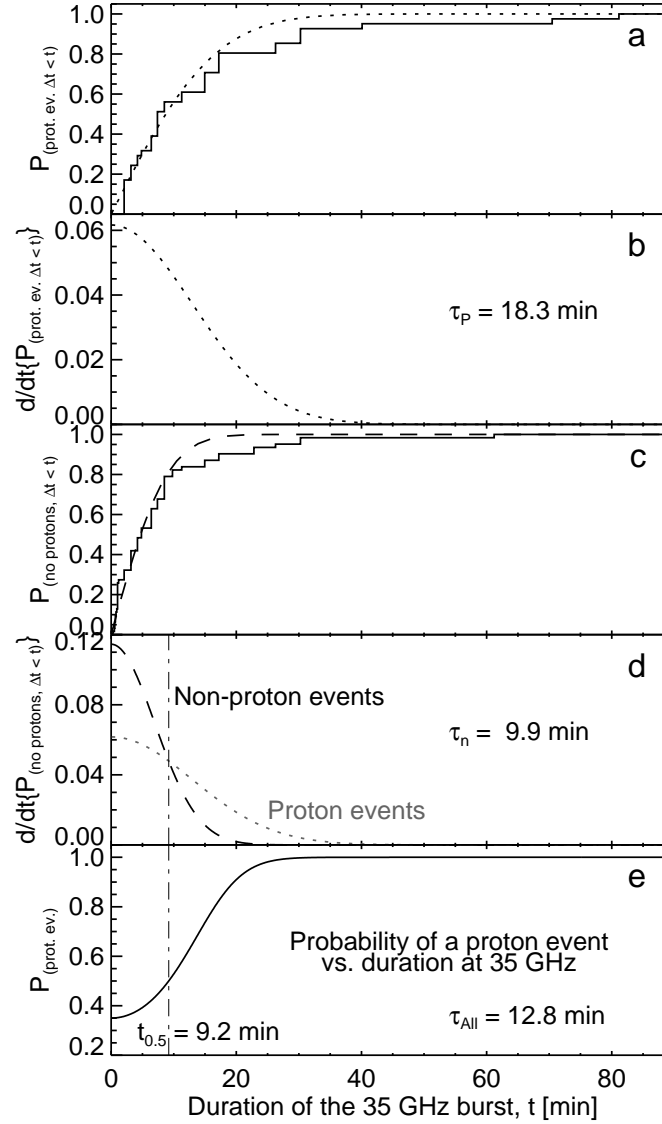 1.0
0.8
0.6
0.4
0.2
0.0
P(prot. ev. Δt < t)
a
0.06
0.04
0.02
0.00
d/dt{P(prot. ev. Δt < t)}
b
τP = 18.3 min
1.0
0.8
0.6
0.4
0.2
0.0
P(no protons, Δt < t)
c
0.12
0.08
0.04
0.00
d/dt{P(no protons, Δt < t)}
d
Non-proton events
τn = 9.9 min
Proton events
1.0
0.8
0.6
0.4
0.2
P(prot. ev.)
e
Probability of a proton event
vs. duration at 35 GHz
τAll = 12.8 min
t0.5 = 9.2 min
0 20 40 60 80
Duration of the 35 GHz burst, t [min]